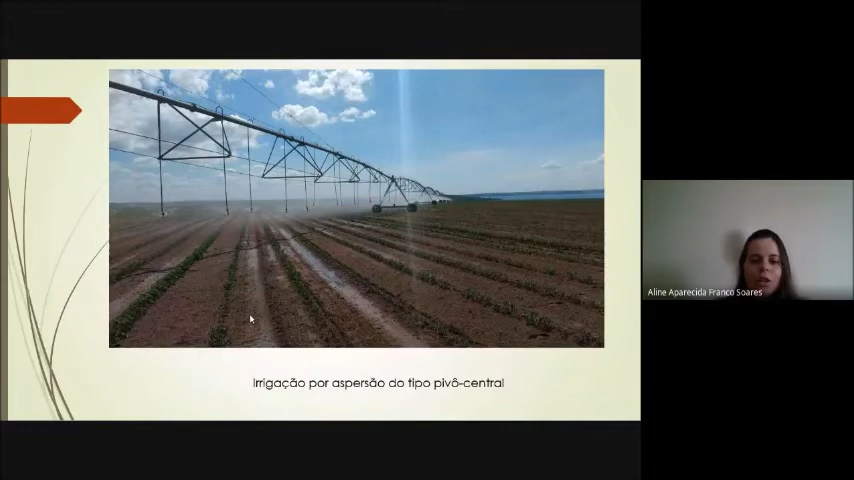 Irrigação por aspersão do tipo pivô-central
Aline Aparecida Franco Soares